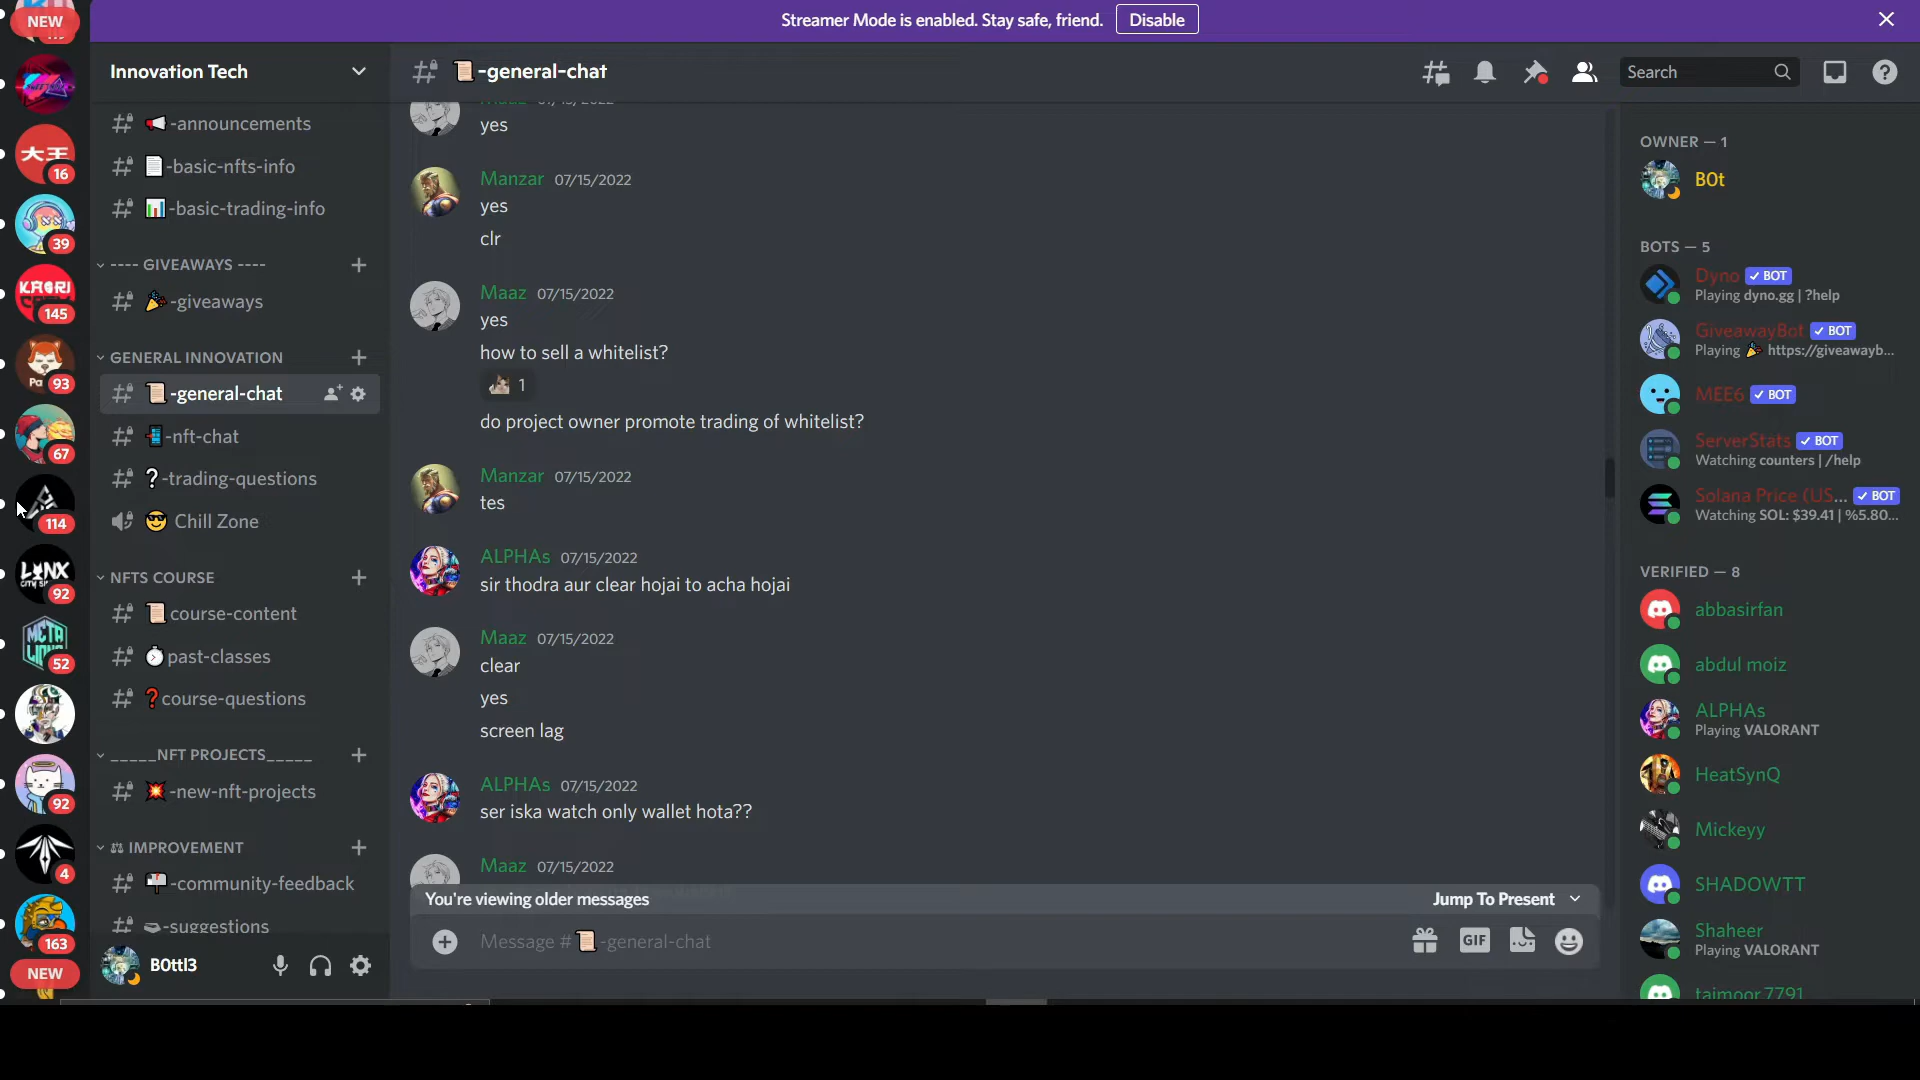 NEW
Streamer Mode is enabled. Stay safe, friend.
Disable
Innovation Tech
-general-chat
Search
-announcements
-basic-nfts-info
-basic-trading-info
---- GIVEAWAYS ----
-giveaways
GENERAL INNOVATION
-general-chat
-nft-chat
-trading-questions
Chill Zone
NFTS COURSE
course-content
past-classes
course-questions
_____NFT PROJECTS_____
-new-nft-projects
IMPROVEMENT
-community-feedback
-suggestions
B0ttl3
大王
16
39
145
Pa
93
67
114
LYNX
92
META
52
92
4
163
NEW
yes
Manzar 07/15/2022
yes
clr
Maaz 07/15/2022
yes
how to sell a whitelist?
1
do project owner promote trading of whitelist?
Manzar 07/15/2022
tes
ALPHAs 07/15/2022
sir thodra aur clear hojai to acha hojai
Maaz 07/15/2022
clear
yes
screen lag
ALPHAs 07/15/2022
ser iska watch only wallet hota??
Maaz 07/15/2022
You're viewing older messages
Jump To Present
Message # -general-chat
GIF
OWNER — 1
B0t
BOTS — 5
Dyno BOT
Playing dyno.gg | ?help
GiveawayBot BOT
Playing https://giveawayb...
MEE6 BOT
ServerStats BOT
Watching counters | /help
Solana Price (US... BOT
Watching SOL: $39.41 | %5.80...
VERIFIED — 8
abbasirfan
abdul moiz
ALPHAs
Playing VALORANT
HeatSynQ
Mickeyy
SHADOWTT
Shaheer
Playing VALORANT
taimoor.7791